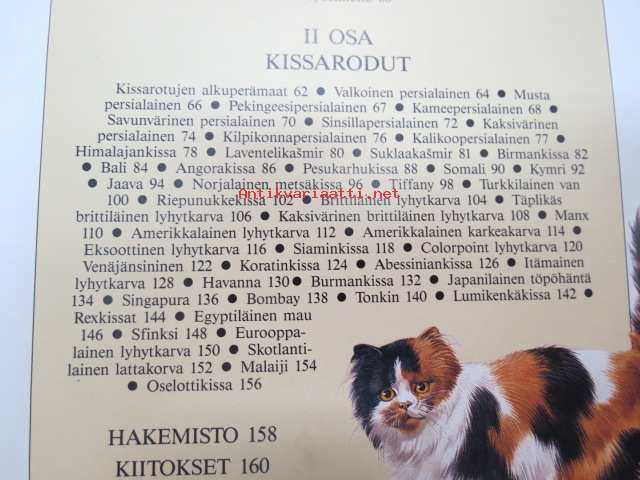 II OSA
KISSARODUT
Kissarotujen alkuperämaat 62 ● Valkoinen persialainen 64 ● Musta
persialainen 66 ● Pekingeesipersialainen 67 ● Kameepersialainen 68 ●
Savunvärinen persialainen 70 ● Sinsillapersialainen 72 ● Kaksivärinen
persialainen 74 ● Kilpikonnapersialainen 76 ● Kalikoopersialainen 77 ●
Himalajankissa 78 ● Laventelikašmir 80 ● Suklaakašmir 81 ● Birmankissa 82
● Bali 84 ● Angorakissa 86 ● Pesukarhukissa 88 ● Somali 90 ● Kymri 92
● Jaava 94 ● Norjalainen metsäkissa 96 ● Tiffany 98 ● Turkkilainen van
Antikvariaatti.net
100 ● Riepunukkekissa 102 ● Brittiläinen lyhytkarva 104 ● Täplikäs
brittiläinen lyhytkarva 106 ● Kaksivärinen brittiläinen lyhytkarva 108 ● Manx
110 ● Amerikkalainen lyhytkarva 112 ● Amerikkalainen karkeakarva 114 ●
Eksoottinen lyhytkarva 116 ● Siaminkissa 118 ● Colorpoint lyhytkarva 120
Venäjänsininen 122 ● Koratinkissa 124 ● Abessiniankissa 126 ● Itämainen
lyhytkarva 128 ● Havanna 130 ● Burmankissa 132 ● Japanilainen töpöhäntä
134 ● Singapura 136 ● Bombay 138 ● Tonkin 140 ● Lumikenkäkissa 142 ●
Rexkissat 144 ● Egyptiläinen mau
146 ● Sfinksi 148 ● Eurooppa-
lainen lyhytkarva 150 ● Skotlanti-
lainen lattakorva 152 ● Malaiji 154
● Oselottikissa 156
HAKEMISTO 158
KIITOKSET 160